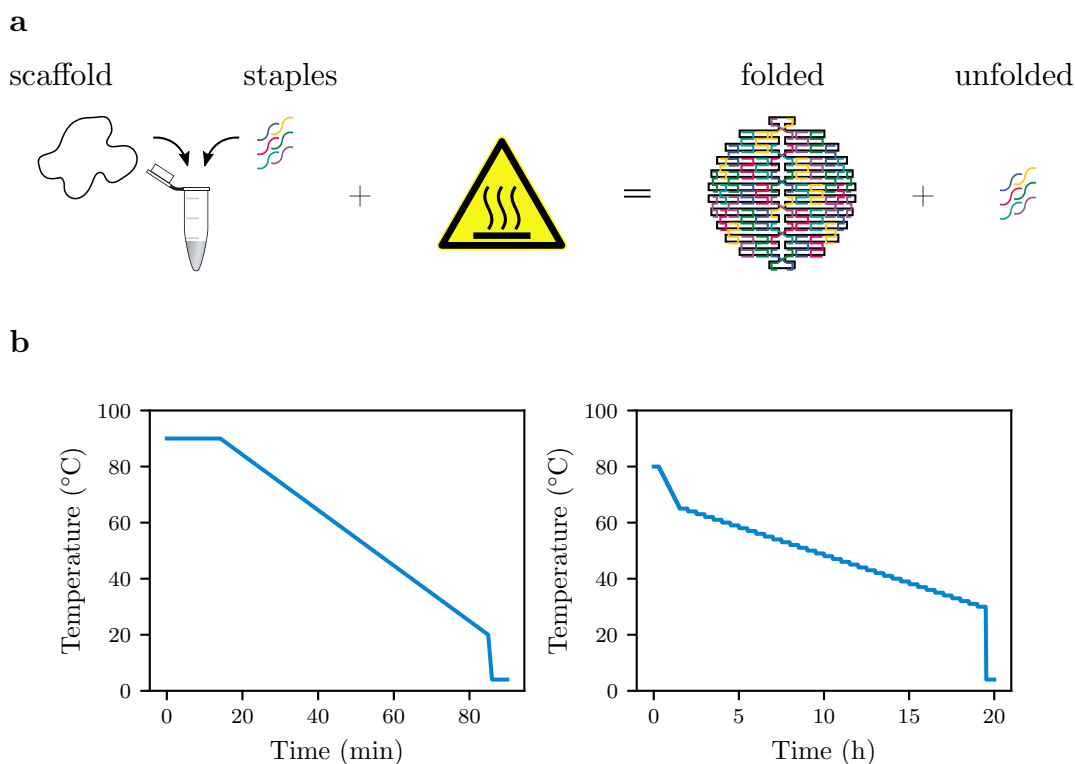 a
scaffold staples folded unfolded
+ = +
b
100 100
80 80
60 60
40 40
20 20
0 0
Temperature (°C) Temperature (°C)
0 20 40 60 80 0 5 10 15 20
Time (min) Time (h)